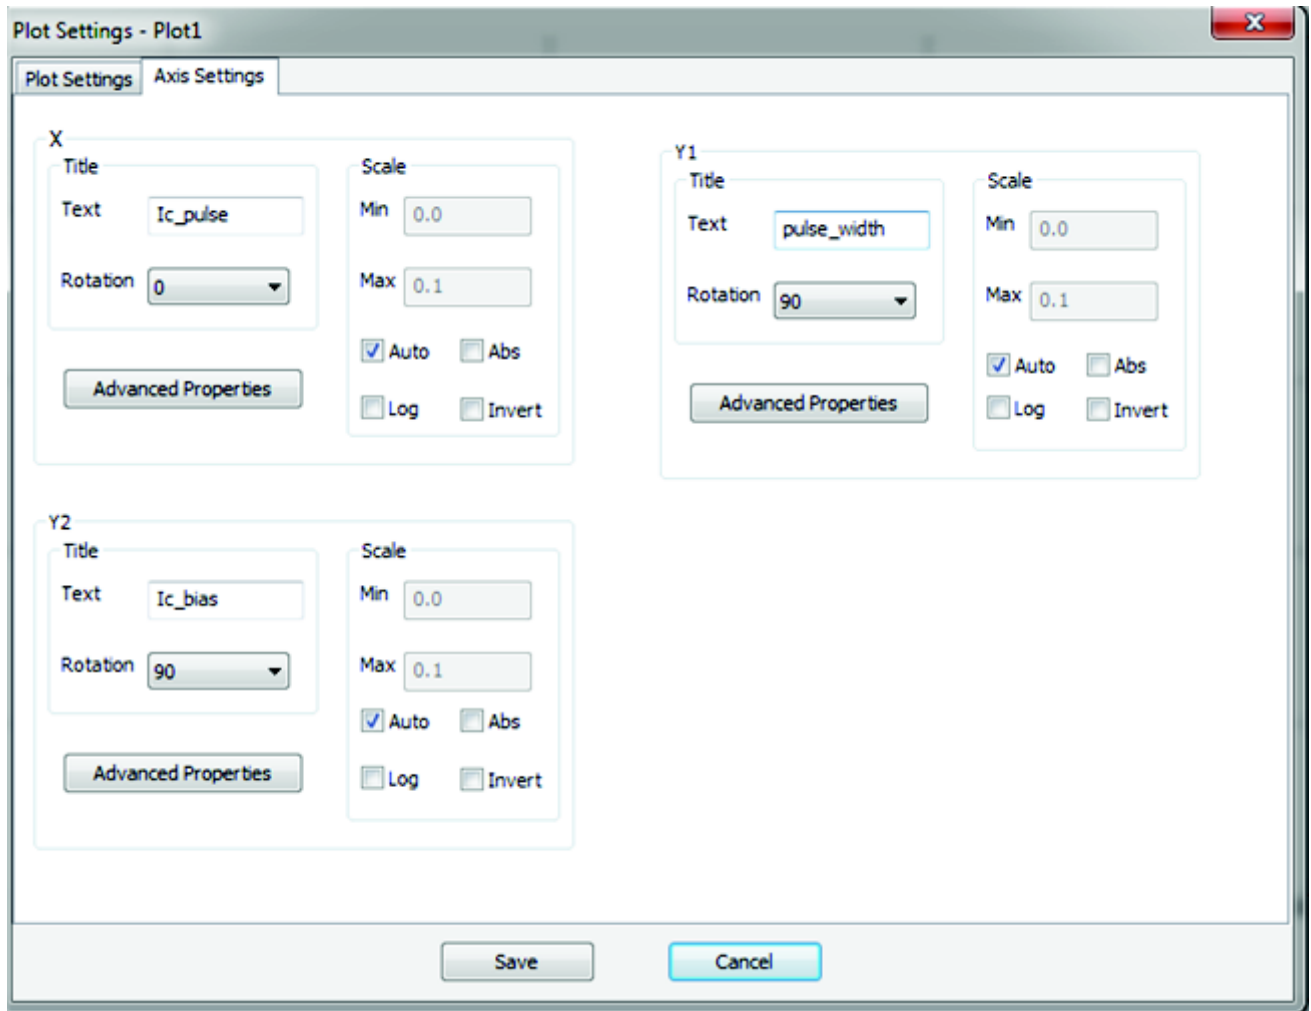 Plot Settings - Plot1
Plot Settings
Axis Settings
X
Title
Text Ic_pulse
Rotation 0
Advanced Properties
Scale
Min 0.0
Max 0.1
Auto Abs
Log Invert
Y1
Title
Text pulse_width
Rotation 90
Advanced Properties
Scale
Min 0.0
Max 0.1
Auto Abs
Log Invert
Y2
Title
Text Ic_bias
Rotation 90
Advanced Properties
Scale
Min 0.0
Max 0.1
Auto Abs
Log Invert
Save Cancel